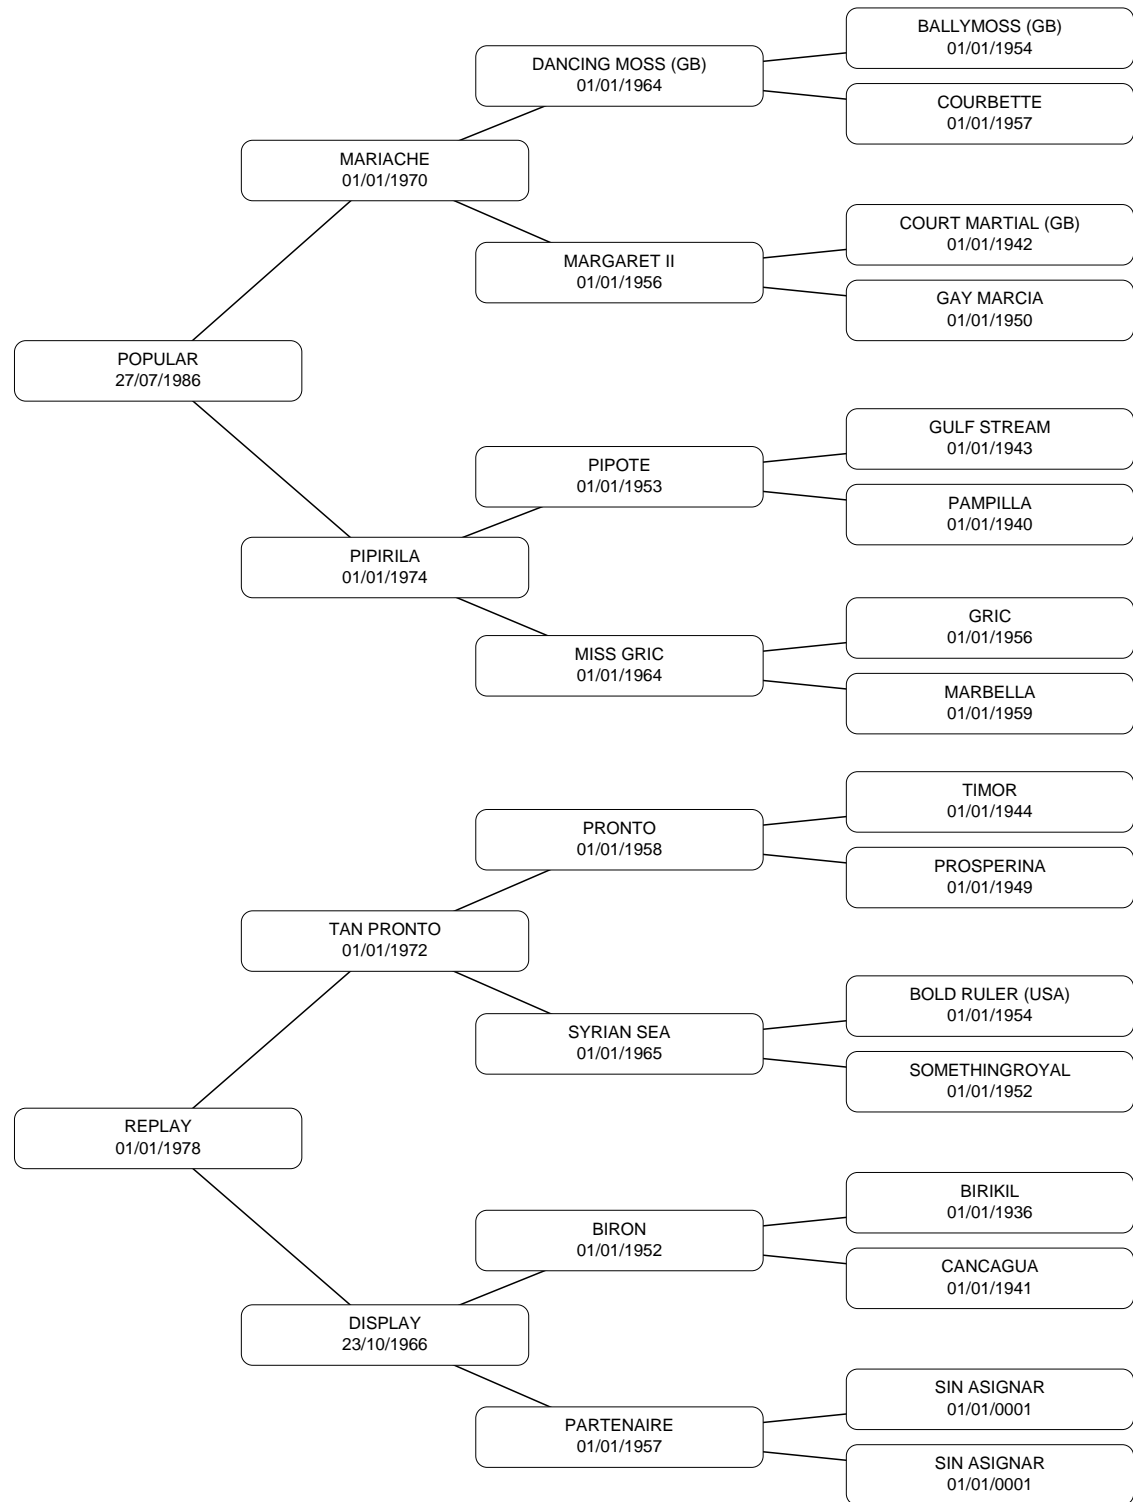 BALLYMOSS (GB)
01/01/1954
DANCING MOSS (GB)
01/01/1964
COURBETTE
01/01/1957
MARIACHE
01/01/1970
COURT MARTIAL (GB)
01/01/1942
MARGARET II
01/01/1956
GAY MARCIA
01/01/1950
POPULAR
27/07/1986
GULF STREAM
01/01/1943
PIPOTE
01/01/1953
PAMPILLA
01/01/1940
PIPIRILA
01/01/1974
GRIC
01/01/1956
MISS GRIC
01/01/1964
MARBELLA
01/01/1959
TIMOR
01/01/1944
PRONTO
01/01/1958
PROSPERINA
01/01/1949
TAN PRONTO
01/01/1972
BOLD RULER (USA)
01/01/1954
SYRIAN SEA
01/01/1965
SOMETHINGROYAL
01/01/1952
REPLAY
01/01/1978
BIRIKIL
01/01/1936
BIRON
01/01/1952
CANCAGUA
01/01/1941
DISPLAY
23/10/1966
SIN ASIGNAR
01/01/0001
PARTENAIRE
01/01/1957
SIN ASIGNAR
01/01/0001